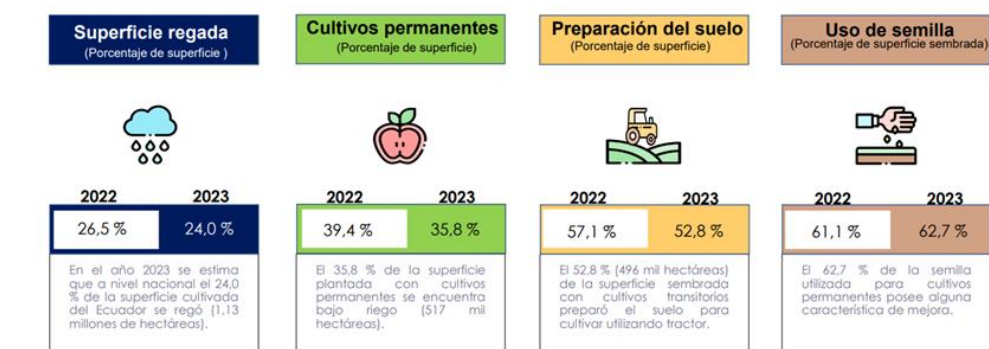 Superficie regada
(Porcentaje de superficie )
2022 2023
26,5 % 24,0 %
En el año 2023 se estima
que a nivel nacional el 24,0
% de la superficie cultivada
del Ecuador se regó (1,13
millones de hectáreas).
Cultivos permanentes
(Porcentaje de superficie)
2022 2023
39,4 % 35,8 %
El 35,8 % de la superficie
plantada con cultivos
permanentes se encuentra
bajo riego (517 mil
hectáreas).
Preparación del suelo
(Porcentaje de superficie)
2022 2023
57,1 % 52,8 %
El 52,8 % (496 mil hectáreas)
de la superficie sembrada
con cultivos transitorios
preparó el suelo para
cultivar utilizando tractor.
Uso de semilla
(Porcentaje de superficie sembrada)
2022 2023
61,1 % 62,7 %
El 62,7 % de la semilla
utilizada para cultivos
permanentes posee alguna
característica de mejora.